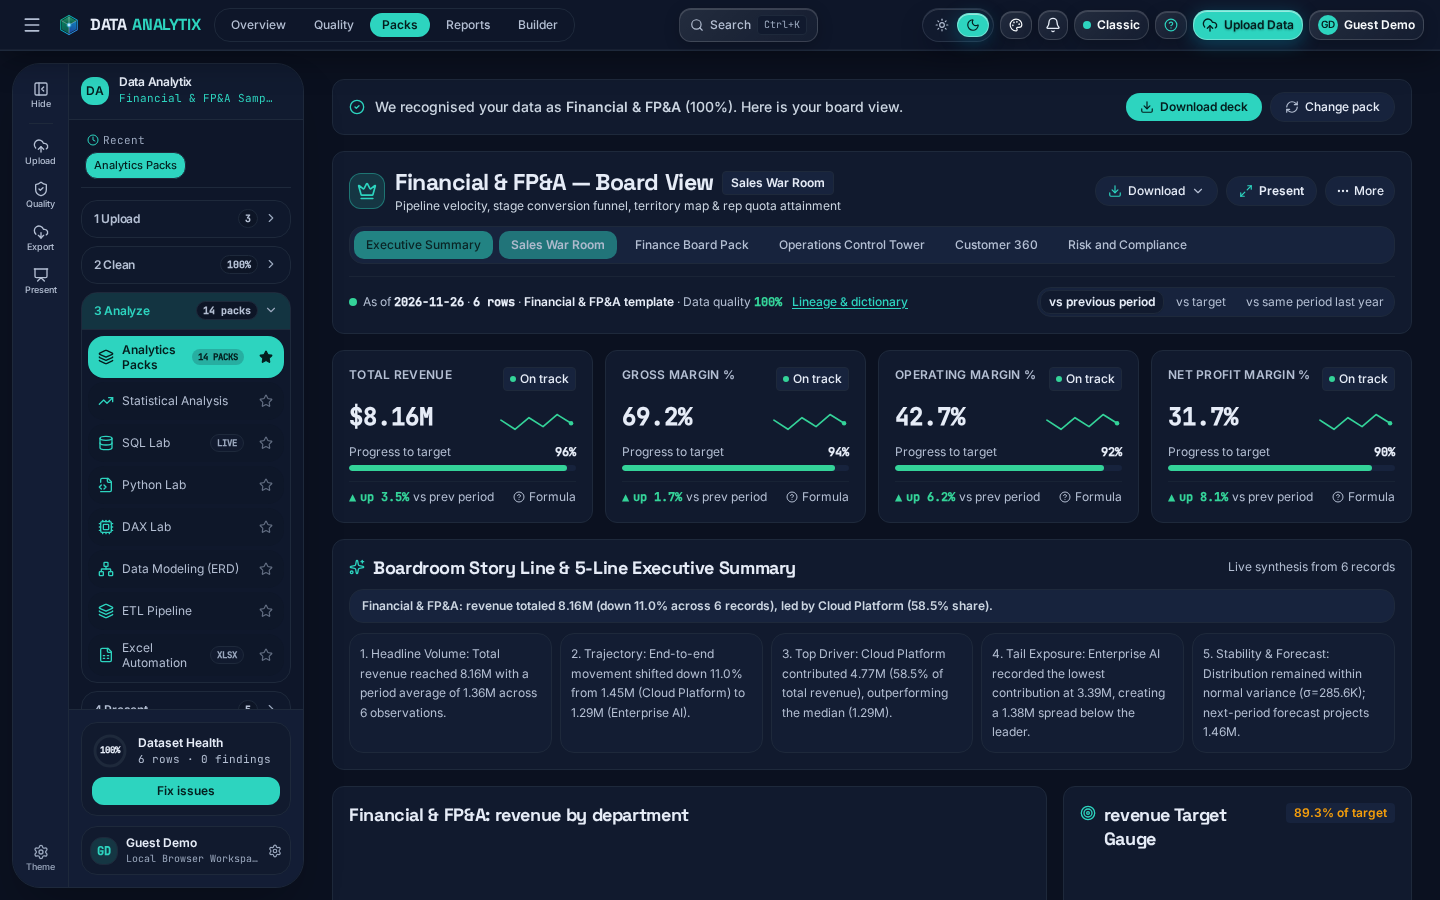 DATA ANALYTIX
Overview
Quality
Packs
Reports
Builder
Search
Ctrl+K
Classic
Upload Data
GD
Guest Demo
Hide
Upload
Quality
Export
Present
Theme
DA
Data Analytix
Financial & FP&A Samp…
Recent
Analytics Packs
1 Upload
3
2 Clean
100%
3 Analyze
14 packs
Analytics
Packs
14 PACKS
Statistical Analysis
SQL Lab
LIVE
Python Lab
DAX Lab
Data Modeling (ERD)
ETL Pipeline
Excel
Automation
XLSX
4 Present
5
100%
Dataset Health
6 rows · 0 findings
Fix issues
GD
Guest Demo
Local Browser Workspa…
We recognised your data as Financial & FP&A (100%). Here is your board view.
Download deck
Change pack
Financial & FP&A — Board View
Sales War Room
Pipeline velocity, stage conversion funnel, territory map & rep quota attainment
Download
Present
More
Executive Summary
Sales War Room
Finance Board Pack
Operations Control Tower
Customer 360
Risk and Compliance
As of 2026-11-26 · 6 rows · Financial & FP&A template · Data quality 100% Lineage & dictionary
vs previous period
vs target
vs same period last year
TOTAL REVENUE
On track
$8.16M
Progress to target
96%
▲ up 3.5% vs prev period
Formula
GROSS MARGIN %
On track
69.2%
Progress to target
94%
▲ up 1.7% vs prev period
Formula
OPERATING MARGIN %
On track
42.7%
Progress to target
92%
▲ up 6.2% vs prev period
Formula
NET PROFIT MARGIN %
On track
31.7%
Progress to target
90%
▲ up 8.1% vs prev period
Formula
Boardroom Story Line & 5-Line Executive Summary
Live synthesis from 6 records
Financial & FP&A: revenue totaled 8.16M (down 11.0% across 6 records), led by Cloud Platform (58.5% share).
1. Headline Volume: Total
revenue reached 8.16M with a
period average of 1.36M across
6 observations.
2. Trajectory: End-to-end
movement shifted down 11.0%
from 1.45M (Cloud Platform) to
1.29M (Enterprise AI).
3. Top Driver: Cloud Platform
contributed 4.77M (58.5% of
total revenue), outperforming
the median (1.29M).
4. Tail Exposure: Enterprise AI
recorded the lowest
contribution at 3.39M, creating
a 1.38M spread below the
leader.
5. Stability & Forecast:
Distribution remained within
normal variance (σ=285.6K);
next-period forecast projects
1.46M.
Financial & FP&A: revenue by department
revenue Target
Gauge
89.3% of target